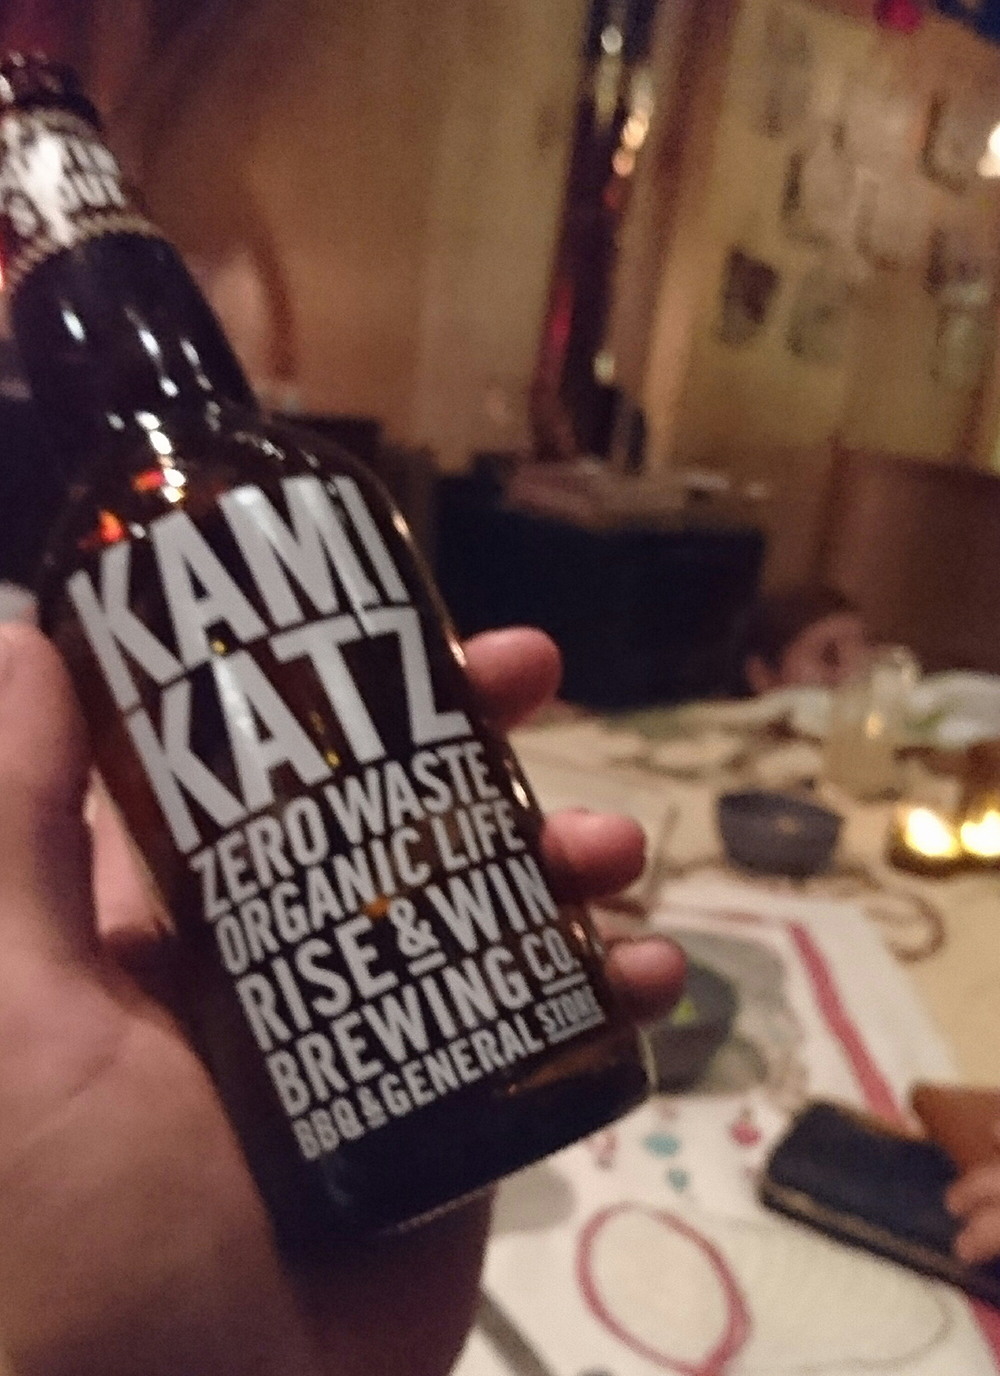 KAMI
KATZ
ZERO WASTE
ORGANIC LIFE
RISE & WIN
BREWING CO.
BBQ & GENERAL STORE